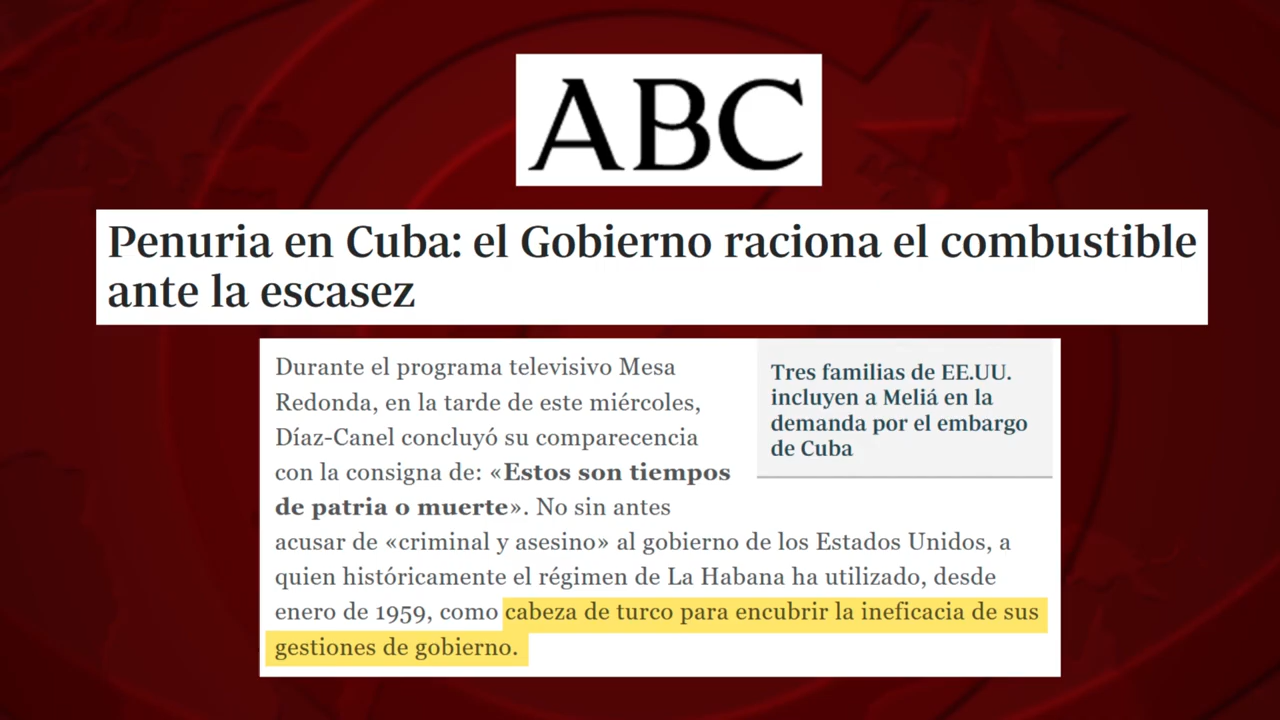 ABC
Penuria en Cuba: el Gobierno raciona el combustible
ante la escasez
Durante el programa televisivo Mesa
Redonda, en la tarde de este miércoles,
Díaz-Canel concluyó su comparecencia
con la consigna de: «Estos son tiempos
de patria o muerte». No sin antes
acusar de «criminal y asesino» al gobierno de los Estados Unidos, a
quien históricamente el régimen de La Habana ha utilizado, desde
enero de 1959, como cabeza de turco para encubrir la ineficacia de sus
gestiones de gobierno.
Tres familias de EE.UU.
incluyen a Meliá en la
demanda por el embargo
de Cuba